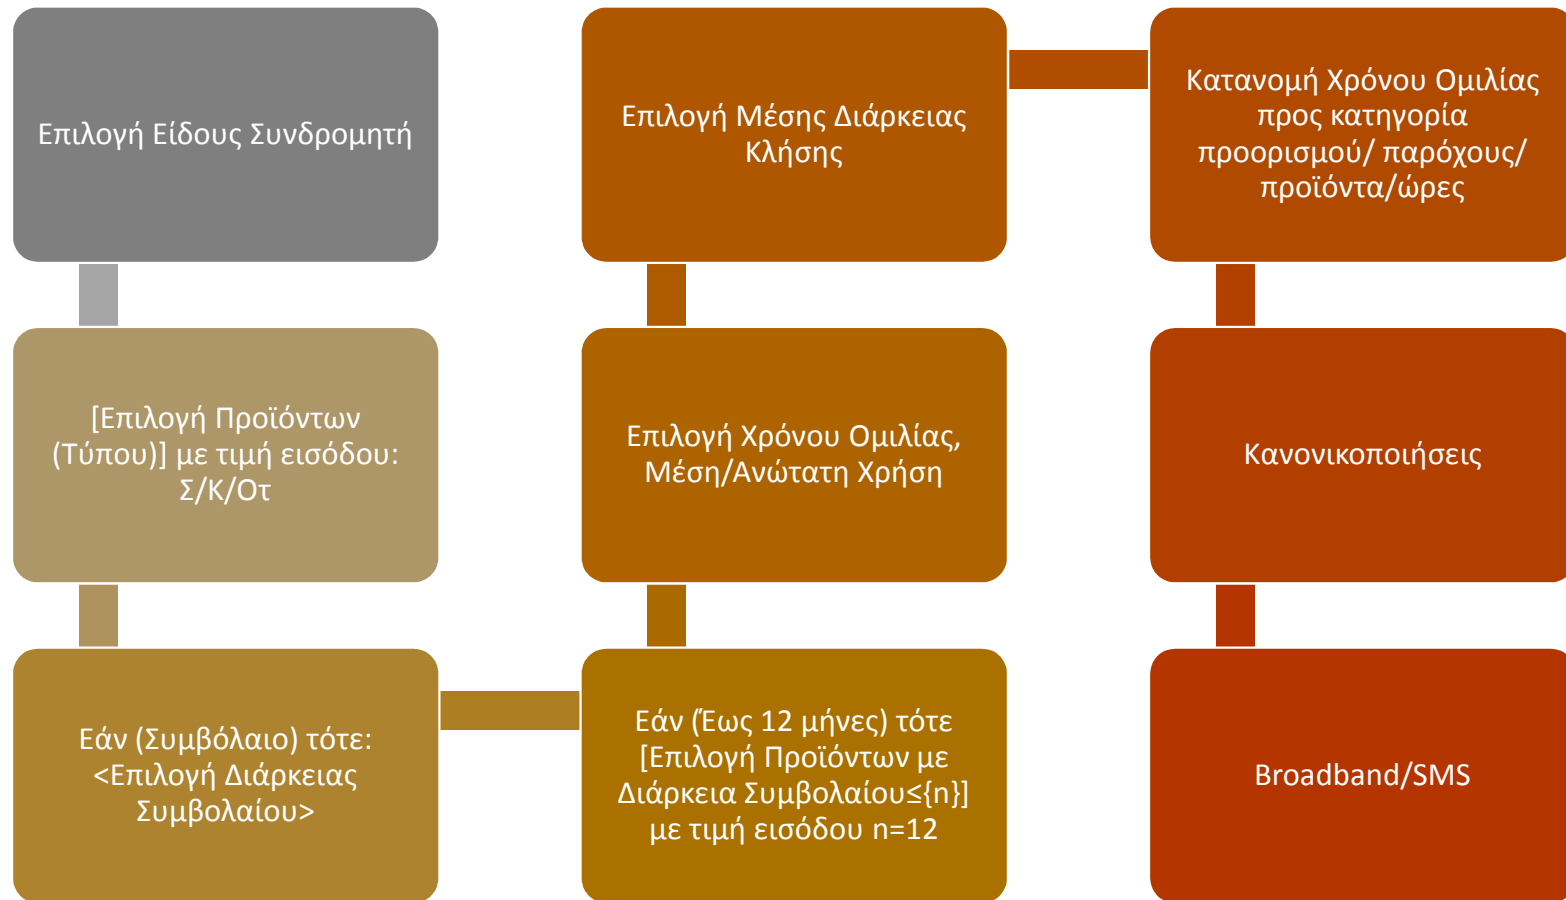 Επιλογή Είδους Συνδρομητή
[Επιλογή Προϊόντων
(Τύπου)] με τιμή εισόδου:
Σ/Κ/Οτ
Εάν (Συμβόλαιο) τότε:
<Επιλογή Διάρκειας
Συμβολαίου>
Εάν (Έως 12 μήνες) τότε
[Επιλογή Προϊόντων με
Διάρκεια Συμβολαίου≤{n}]
με τιμή εισόδου n=12
Επιλογή Χρόνου Ομιλίας,
Μέση/Ανώτατη Χρήση
Επιλογή Μέσης Διάρκειας
Κλήσης
Κατανομή Χρόνου Ομιλίας
προς κατηγορία
προορισμού/ παρόχους/
προϊόντα/ώρες
Κανονικοποιήσεις
Broadband/SMS